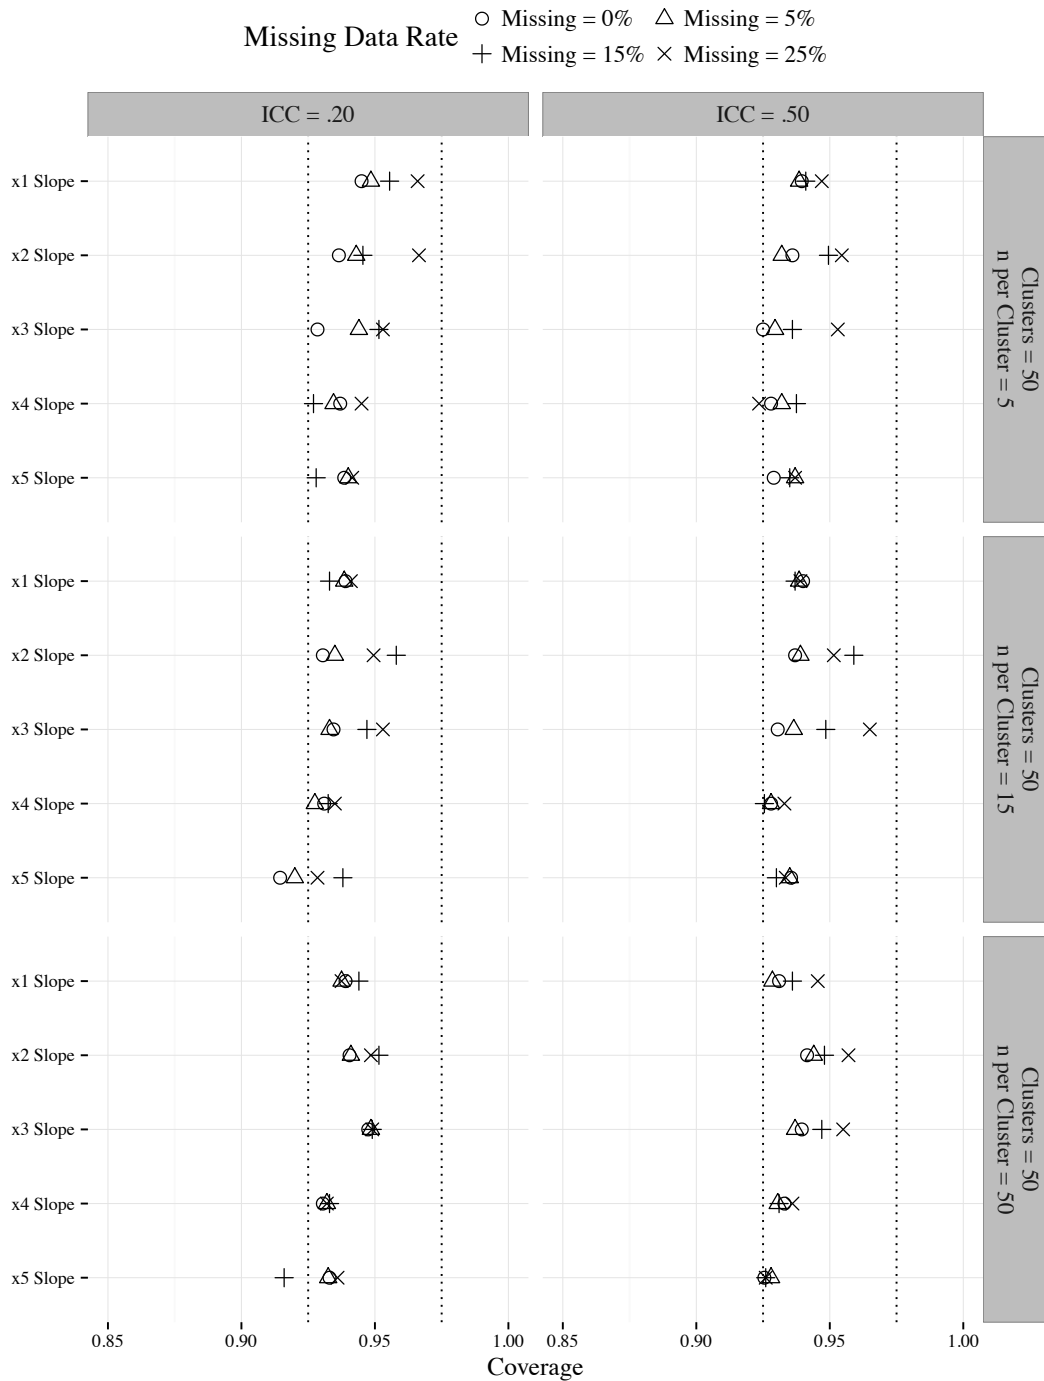 Missing Data Rate
Missing = 0%
Missing = 5%
Missing = 15%
Missing = 25%
ICC = .20
ICC = .50
x1 Slope
x2 Slope
x3 Slope
x4 Slope
x5 Slope
Clusters = 50
n per Cluster = 5
x1 Slope
x2 Slope
x3 Slope
x4 Slope
x5 Slope
Clusters = 50
n per Cluster = 15
x1 Slope
x2 Slope
x3 Slope
x4 Slope
x5 Slope
Clusters = 50
n per Cluster = 50
0.85 0.90 0.95 1.00 0.85 0.90 0.95 1.00
Coverage